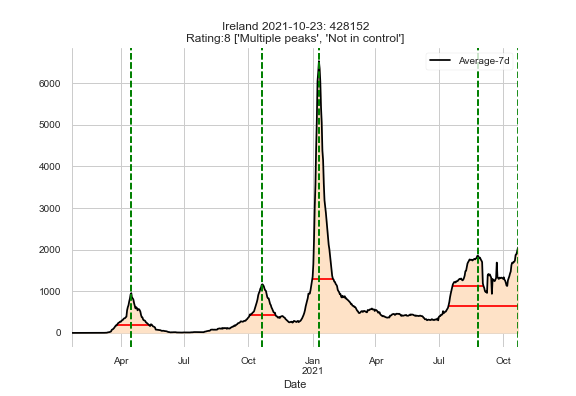 Ireland 2021-10-23: 428152
Rating:8 ['Multiple peaks', 'Not in control']
Average-7d
6000
5000
4000
3000
2000
1000
0
Apr Jul Oct Jan Apr Jul Oct
2021
Date